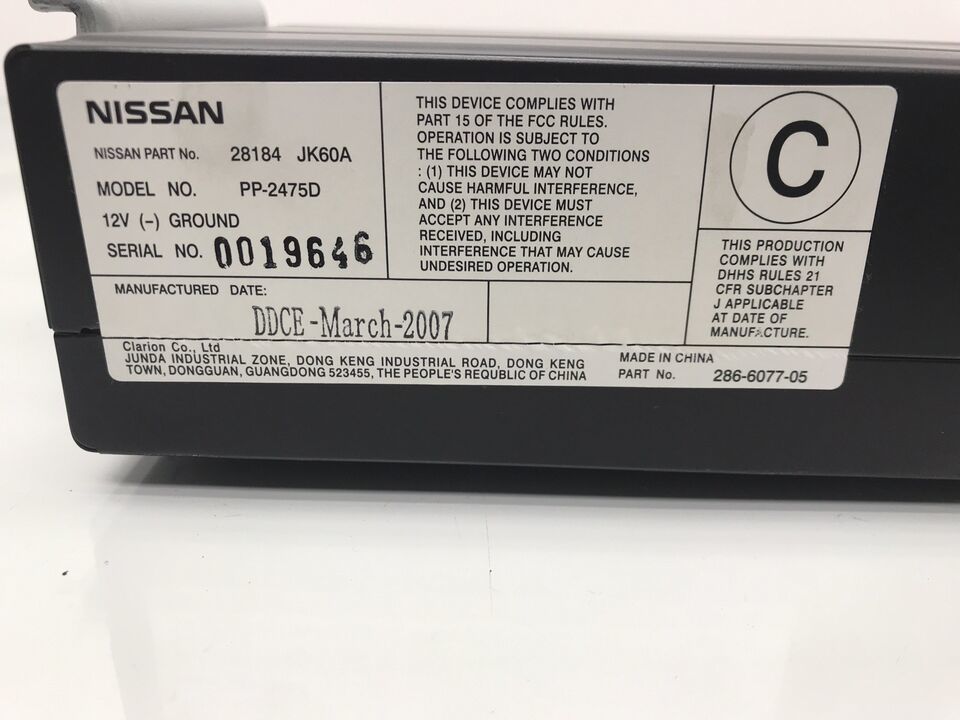 NISSAN
NISSAN PART No. 28184 JK60A
MODEL NO. PP-2475D
12V (-) GROUND
SERIAL NO. 0019646
THIS DEVICE COMPLIES WITH
PART 15 OF THE FCC RULES.
OPERATION IS SUBJECT TO
THE FOLLOWING TWO CONDITIONS
: (1) THIS DEVICE MAY NOT
CAUSE HARMFUL INTERFERENCE,
AND (2) THIS DEVICE MUST
ACCEPT ANY INTERFERENCE
RECEIVED, INCLUDING
INTERFERENCE THAT MAY CAUSE
UNDESIRED OPERATION.
C
THIS PRODUCTION
COMPLIES WITH
DHHS RULES 21
CFR SUBCHAPTER
J APPLICABLE
AT DATE OF
MANUFACTURE.
MANUFACTURED DATE:
DDCE-March-2007
Clarion Co., Ltd
JUNDA INDUSTRIAL ZONE, DONG KENG INDUSTRIAL ROAD, DONG KENG
TOWN, DONGGUAN, GUANGDONG 523455, THE PEOPLE'S REQUBLIC OF CHINA
MADE IN CHINA
PART No. 286-6077-05